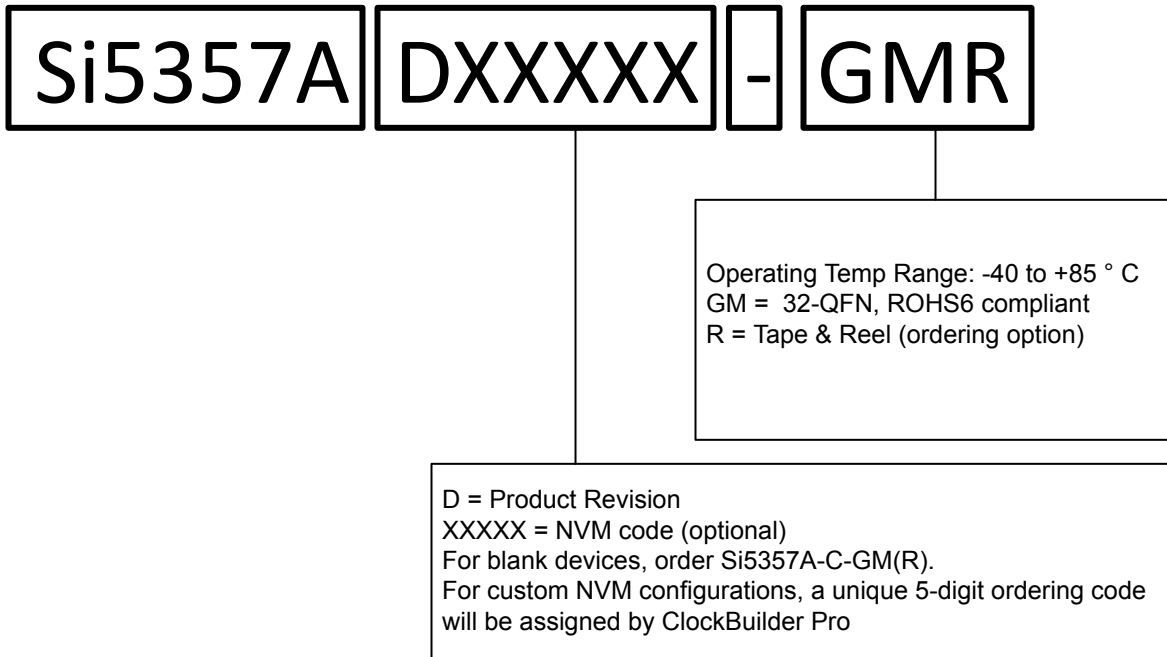 Si5357A DXXXXX - GMR
Operating Temp Range: -40 to +85 ° C
GM = 32-QFN, ROHS6 compliant
R = Tape & Reel (ordering option)
D = Product Revision
XXXXX = NVM code (optional)
For blank devices, order Si5357A-C-GM(R).
For custom NVM configurations, a unique 5-digit ordering code
will be assigned by ClockBuilder Pro